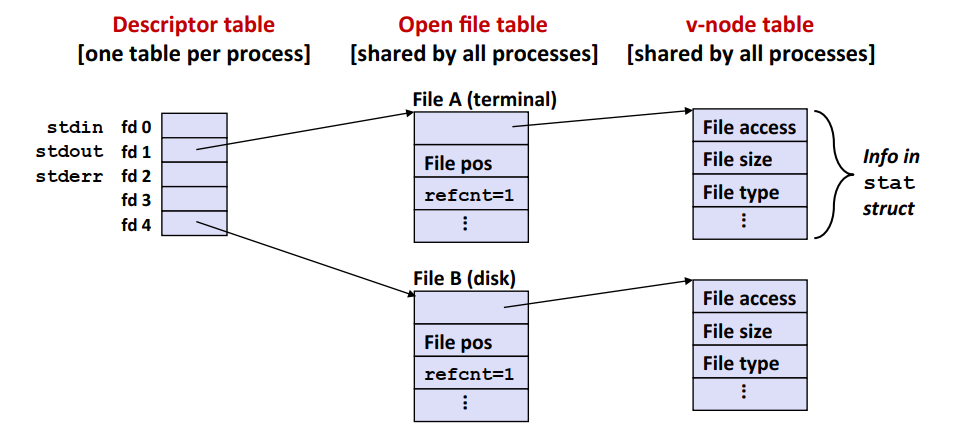 Descriptor table
[one table per process]
Open file table
[shared by all processes]
v-node table
[shared by all processes]
stdin fd 0
stdout fd 1
stderr fd 2
fd 3
fd 4
File A (terminal)
File pos
refcnt=1
⋮
File access
File size
File type
⋮
Info in
stat
struct
File B (disk)
File pos
refcnt=1
⋮
File access
File size
File type
⋮